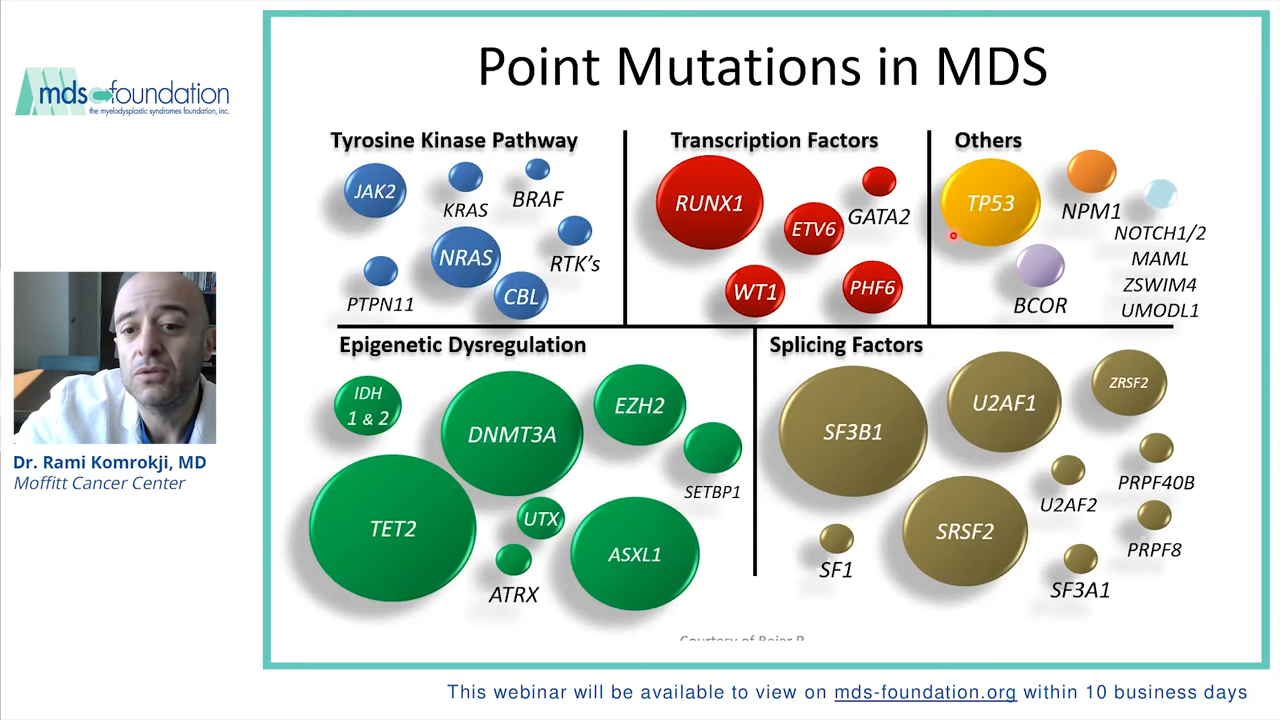 mds foundation
the myelodysplastic syndromes foundation, inc.
Point Mutations in MDS
Tyrosine Kinase Pathway
JAK2
KRAS
BRAF
NRAS
RTK's
PTPN11
CBL
Transcription Factors
RUNX1
GATA2
ETV6
WT1
PHF6
Others
TP53
NPM1
NOTCH1/2
MAML
ZSWIM4
UMODL1
BCOR
Epigenetic Dysregulation
IDH
1 & 2
DNMT3A
EZH2
SETBP1
TET2
UTX
ASXL1
ATRX
Splicing Factors
SF3B1
U2AF1
ZRSF2
PRPF40B
U2AF2
SRSF2
PRPF8
SF1
SF3A1
Courtesy of Bejar R
Dr. Rami Komrokji, MD
Moffitt Cancer Center
This webinar will be available to view on mds-foundation.org within 10 business days